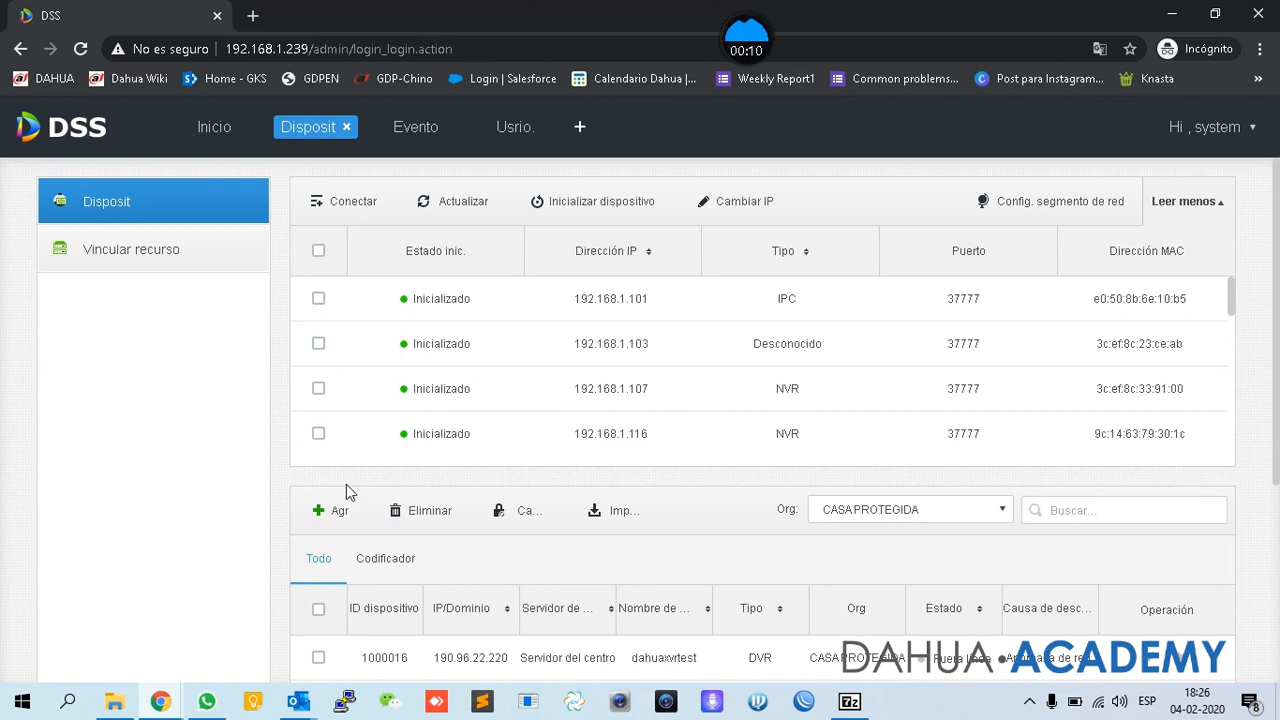 DSS
00:10
No es seguro 192.168.1.239/admin/login_login.action Incógnito
DAHUA Dahua Wiki Home - GKS GDPEN GDP-Chino Login | Salesforce Calendario Dahua |... Weekly Report1 Common problems... Post para Instagram... Knasta »
DSS Inicio Disposit Evento Usrio. + Hi , system
Disposit
Vincular recurso
Conectar Actualizar Inicializar dispositivo Cambiar IP Config. segmento de red Leer menos
Estado inic. Dirección IP Tipo Puerto Dirección MAC
Inicializado 192.168.1.101 IPC 37777 e0:50:8b:6e:10:b5
Inicializado 192.168.1.103 Desconocido 37777 3c:ef:8c:23:ce:ab
Inicializado 192.168.1.107 NVR 37777 3c:ef:8c:33:91:00
Inicializado 192.168.1.116 NVR 37777 9c:14:63:79:30:1c
Agr Eliminar Ca... Imp... Org: CASA PROTEGIDA Buscar...
Todo Codificador
ID dispositivo IP/Dominio Servidor de ... Nombre de ... Tipo Org Estado Causa de desc... Operación
1000016 190.96.22.220 Servidor del centro dahuaxvrtest DVR CASA PROTEGIDA Fuera línea
DAHUA•ACADEMY
ESP 18:26
04-02-2020 8